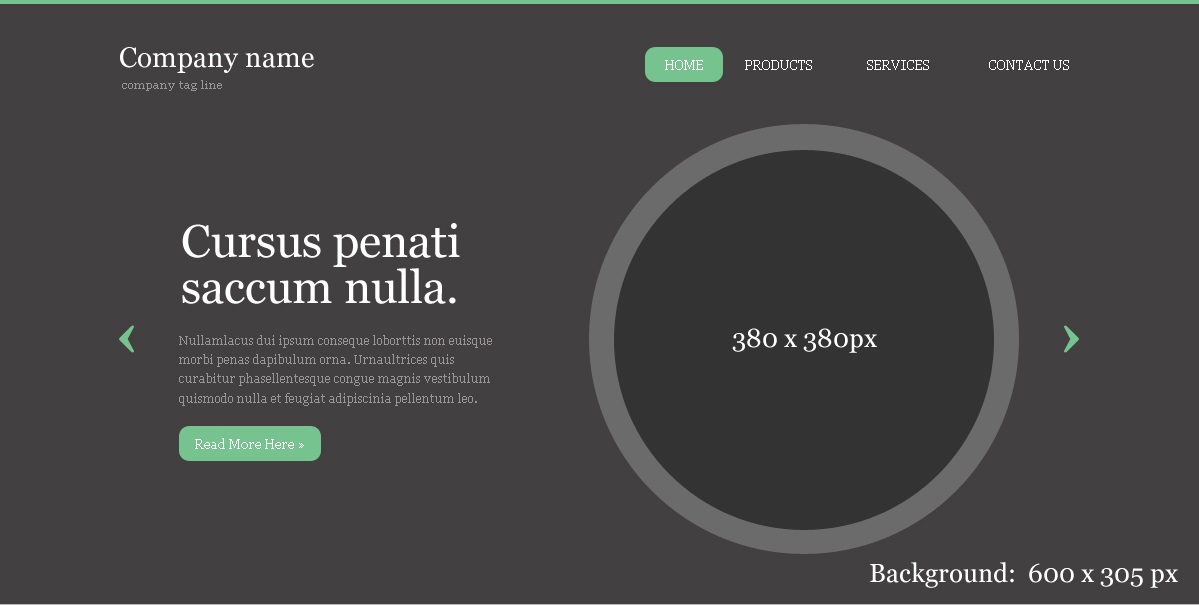 Company name
company tag line
HOME PRODUCTS SERVICES CONTACT US
Cursus penati
saccum nulla.
Nullamlacus dui ipsum conseque loborttis non euisque
morbi penas dapibulum orna. Urnaultrices quis
curabitur phasellentesque congue magnis vestibulum
quismodo nulla et feugiat adipiscinia pellentum leo.
Read More Here »
380 x 380px
Background: 600 x 305 px